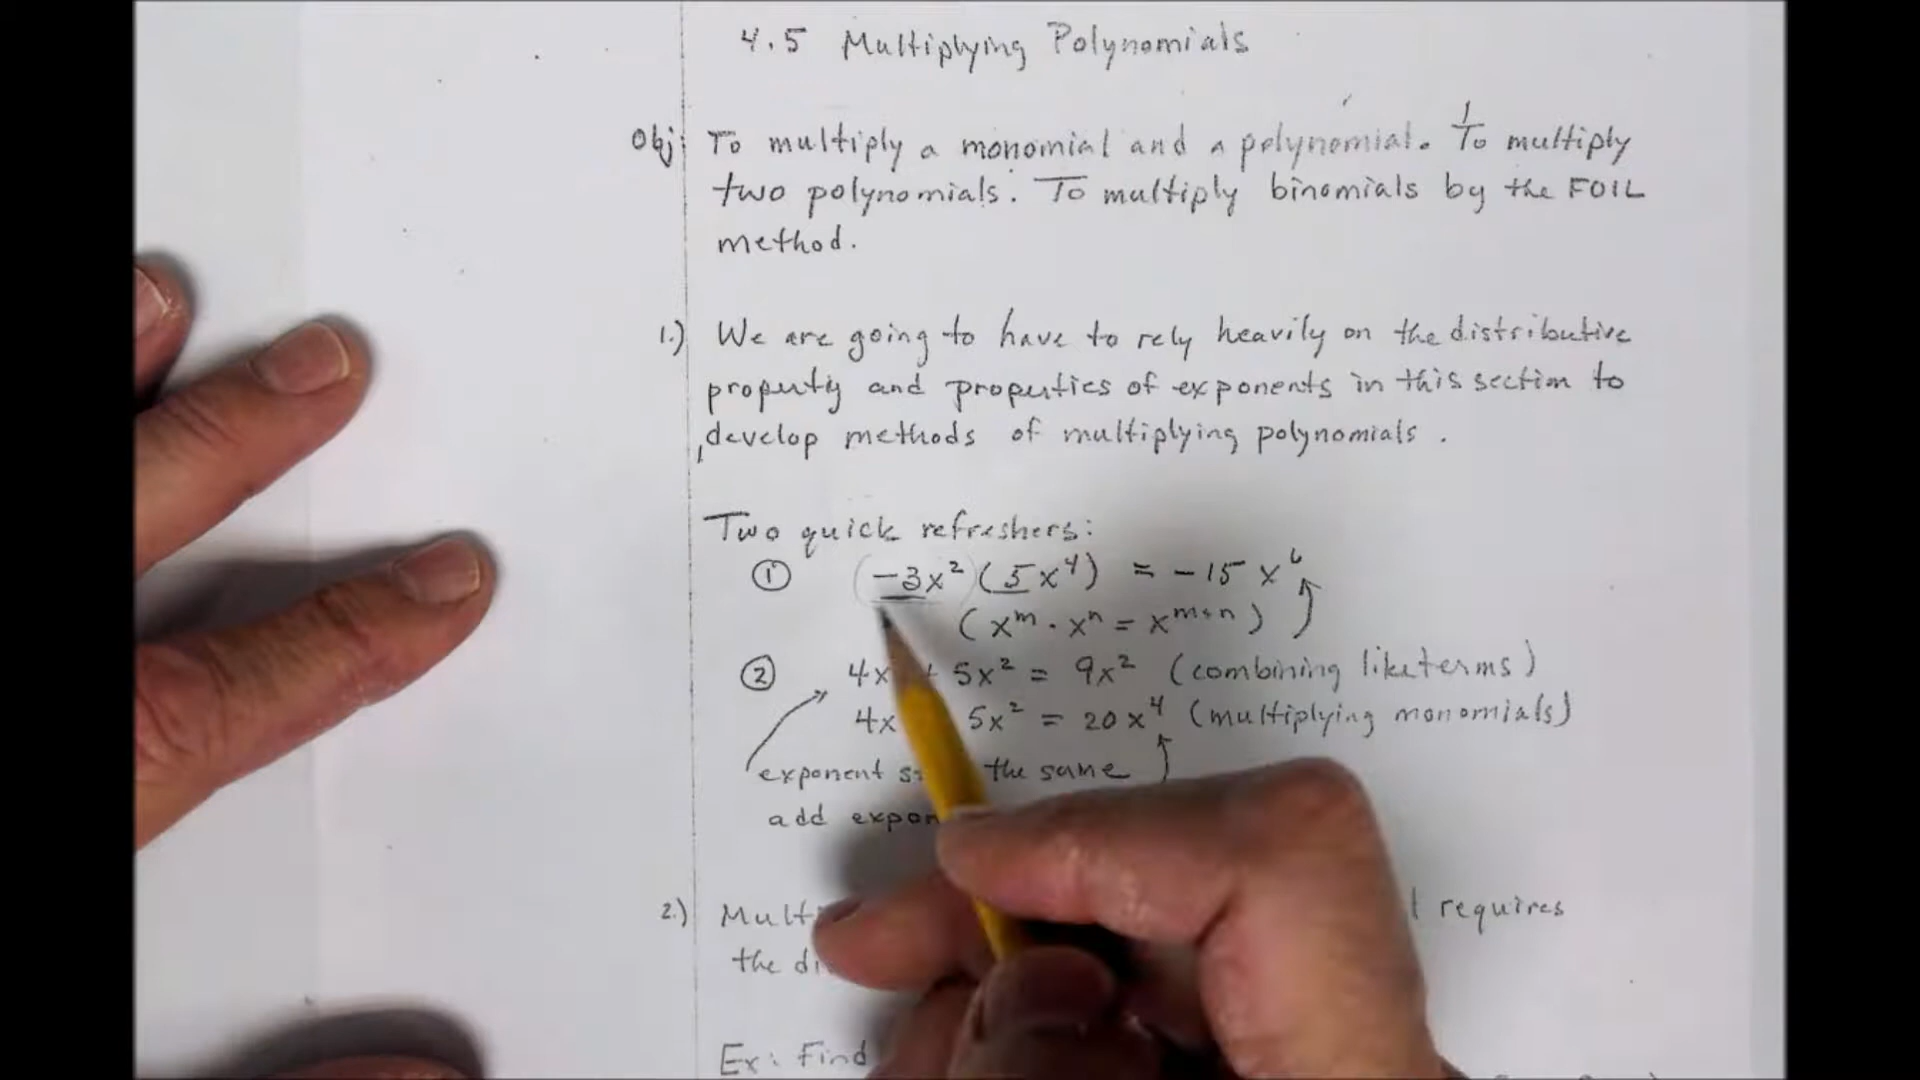 4.5 Multiplying Polynomials
Obj: To multiply a monomial and a polynomial. To multiply
two polynomials. To multiply binomials by the FOIL
method.
1.) We are going to have to rely heavily on the distributive
property and properties of exponents in this section to
develop methods of multiplying polynomials.
Two quick refreshers:
① (-3x²)(5x⁴) = -15x⁶
(xᵐ · xⁿ = xᵐ⁺ⁿ)
② 4x + 5x² = 9x² (combining like terms)
4x 5x² = 20x⁴ (multiplying monomials)
exponent the same
add
2.) requires
the
Ex: Find